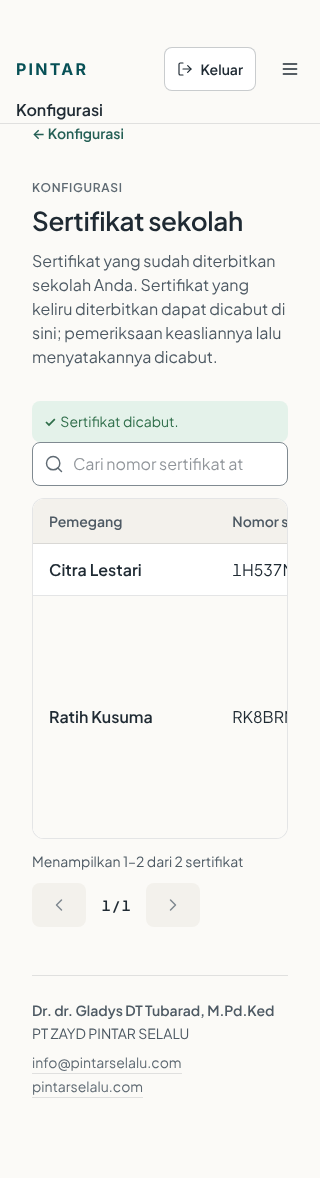 PINTAR
Keluar
Konfigurasi
← Konfigurasi
KONFIGURASI
Sertifikat sekolah
Sertifikat yang sudah diterbitkan
sekolah Anda. Sertifikat yang
keliru diterbitkan dapat dicabut di
sini; pemeriksaan keasliannya lalu
menyatakannya dicabut.
✓ Sertifikat dicabut.
Cari nomor sertifikat at
Pemegang Nomor s
Citra Lestari 1H537
Ratih Kusuma RK8BR
Menampilkan 1–2 dari 2 sertifikat
1/1
Dr. dr. Gladys DT Tubarad, M.Pd.Ked
PT ZAYD PINTAR SELALU
info@pintarselalu.com
pintarselalu.com